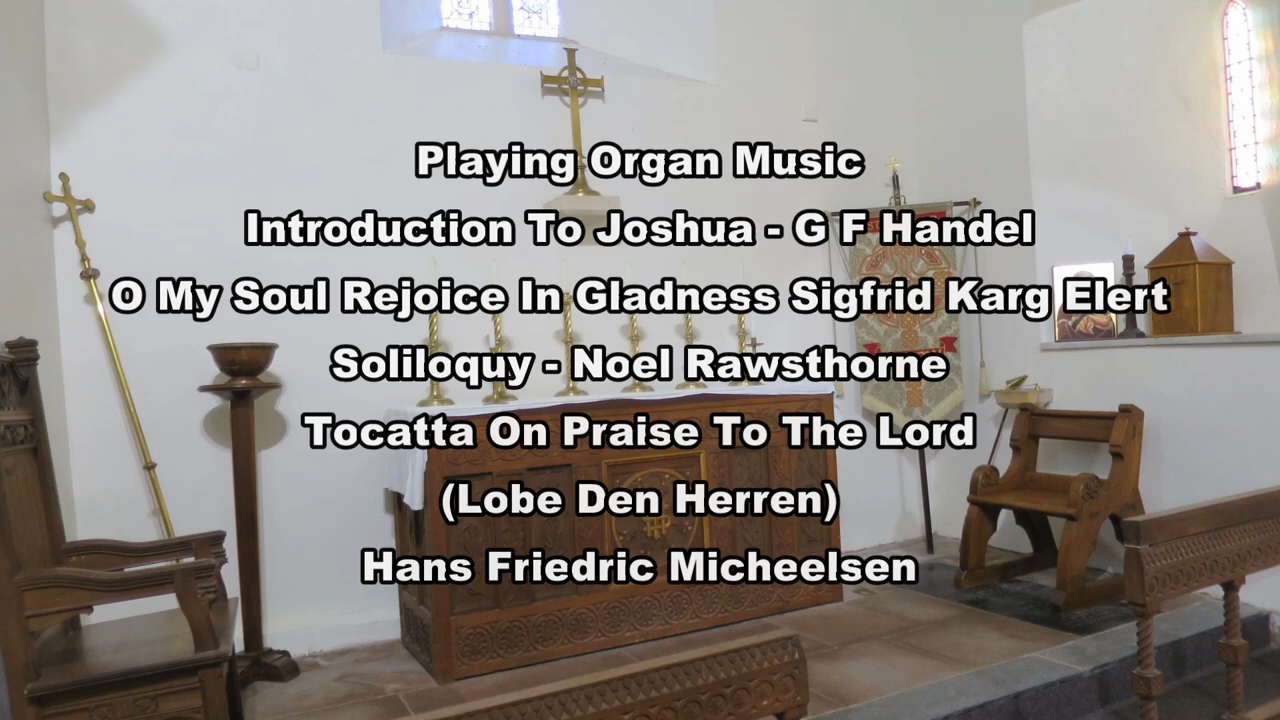 Playing Organ Music
Introduction To Joshua - G F Handel
O My Soul Rejoice In Gladness Sigfrid Karg Elert
Soliloquy - Noel Rawsthorne
Tocatta On Praise To The Lord
(Lobe Den Herren)
Hans Friedric Micheelsen